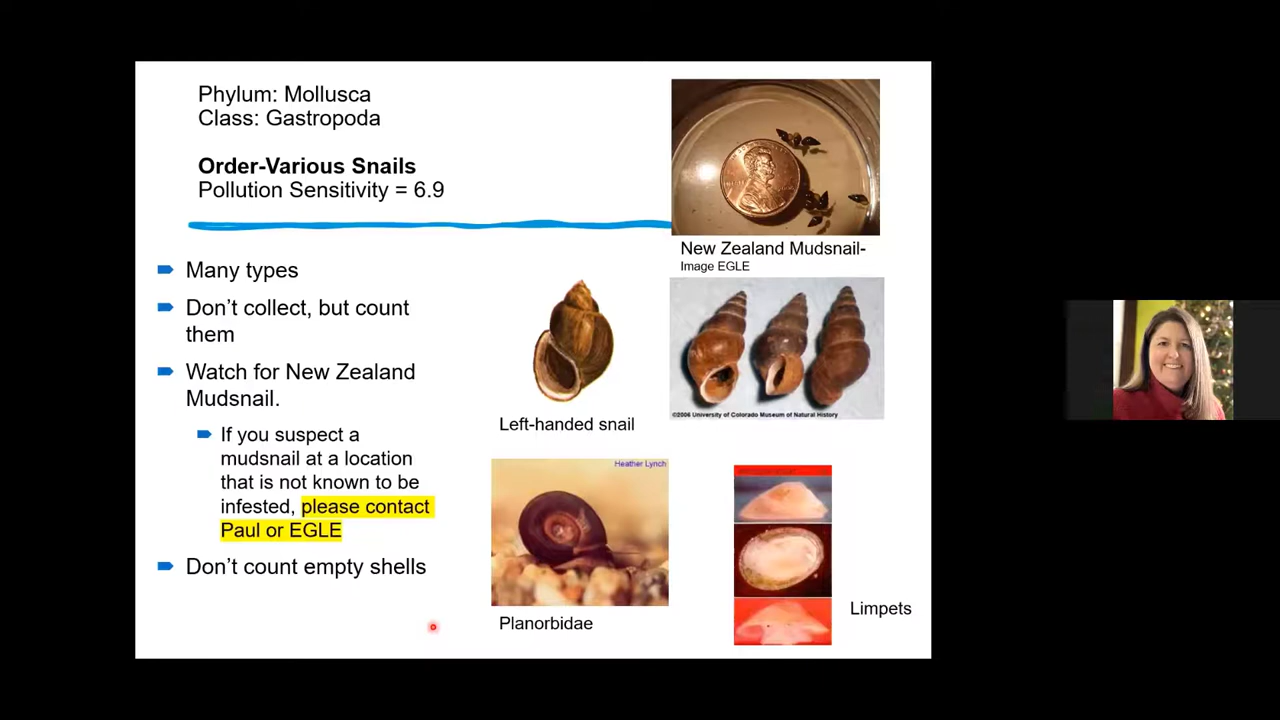 Phylum: Mollusca
Class: Gastropoda
Order-Various Snails
Pollution Sensitivity = 6.9
New Zealand Mudsnail-
Image EGLE
Many types
Don't collect, but count
them
Watch for New Zealand
Mudsnail.
If you suspect a
mudsnail at a location
that is not known to be
infested, please contact
Paul or EGLE
Don't count empty shells
Left-handed snail
©2006 University of Colorado Museum of Natural History
Heather Lynch
Planorbidae
Limpets